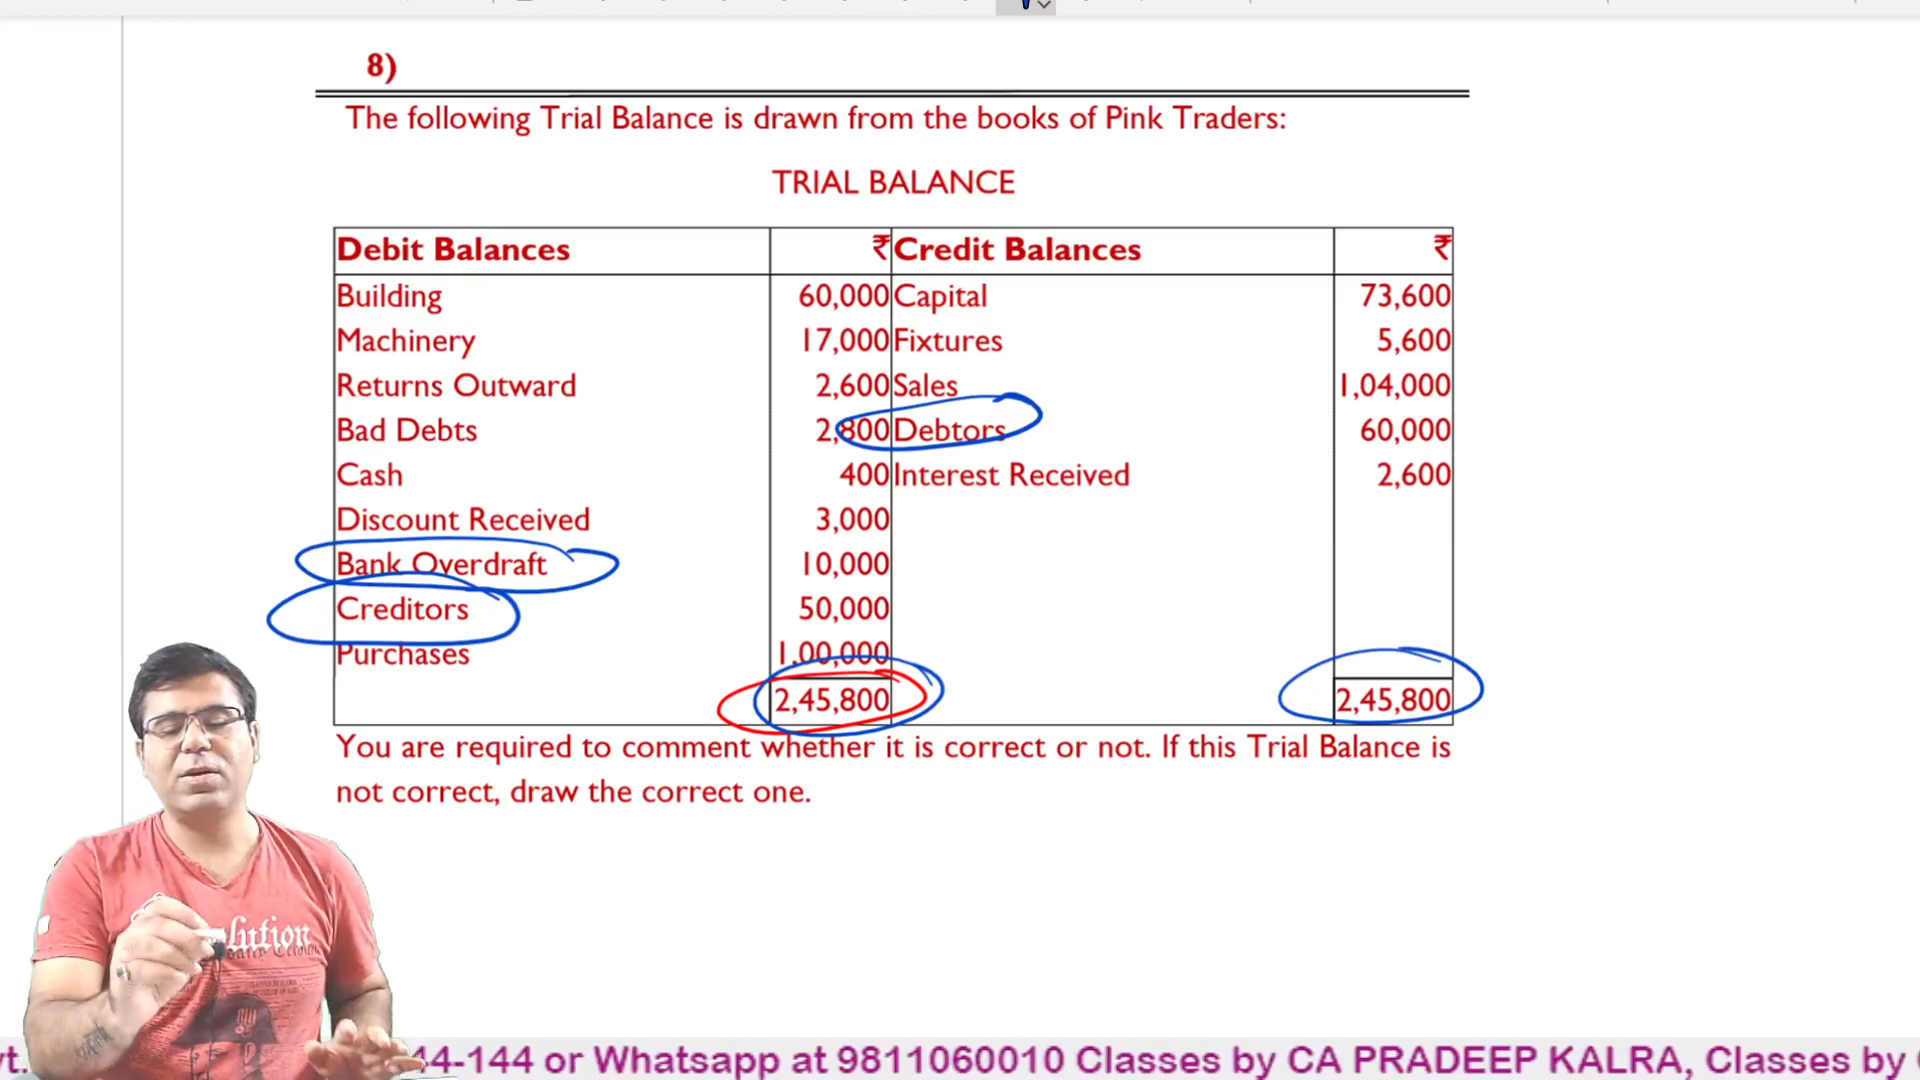 8)
The following Trial Balance is drawn from the books of Pink Traders:
TRIAL BALANCE
Debit Balances ₹ Credit Balances ₹
Building 60,000 Capital 73,600
Machinery 17,000 Fixtures 5,600
Returns Outward 2,600 Sales 1,04,000
Bad Debts 2,800 Debtors 60,000
Cash 400 Interest Received 2,600
Discount Received 3,000
Bank Overdraft 10,000
Creditors 50,000
Purchases 1,00,000
2,45,800 2,45,800
You are required to comment whether it is correct or not. If this Trial Balance is
not correct, draw the correct one.
lution
vt. 44-144 or Whatsapp at 9811060010 Classes by CA PRADEEP KALRA, Classes by